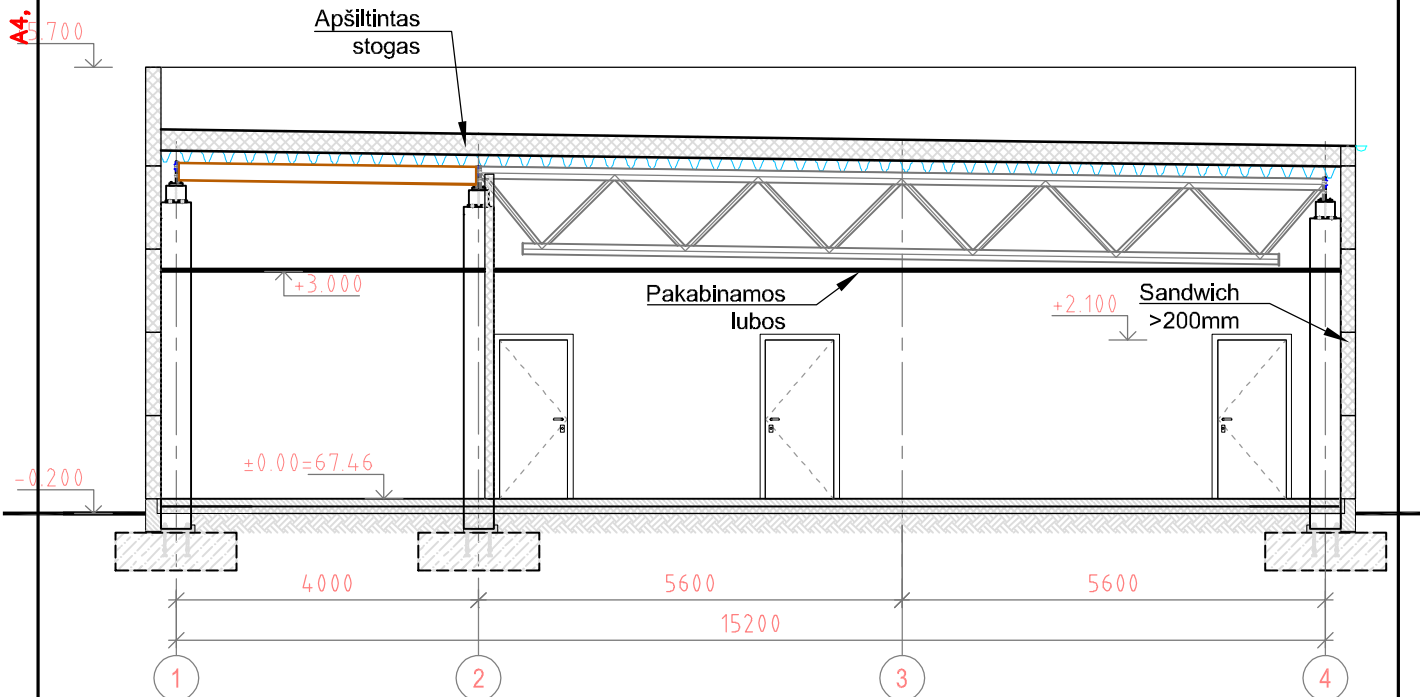 A4,
5.700
Apšiltintas
stogas
+3.000
Pakabinamos
lubos
+2.100
Sandwich
>200mm
-0.200
±0.00=67.46
4000
5600
5600
15200
1
2
3
4